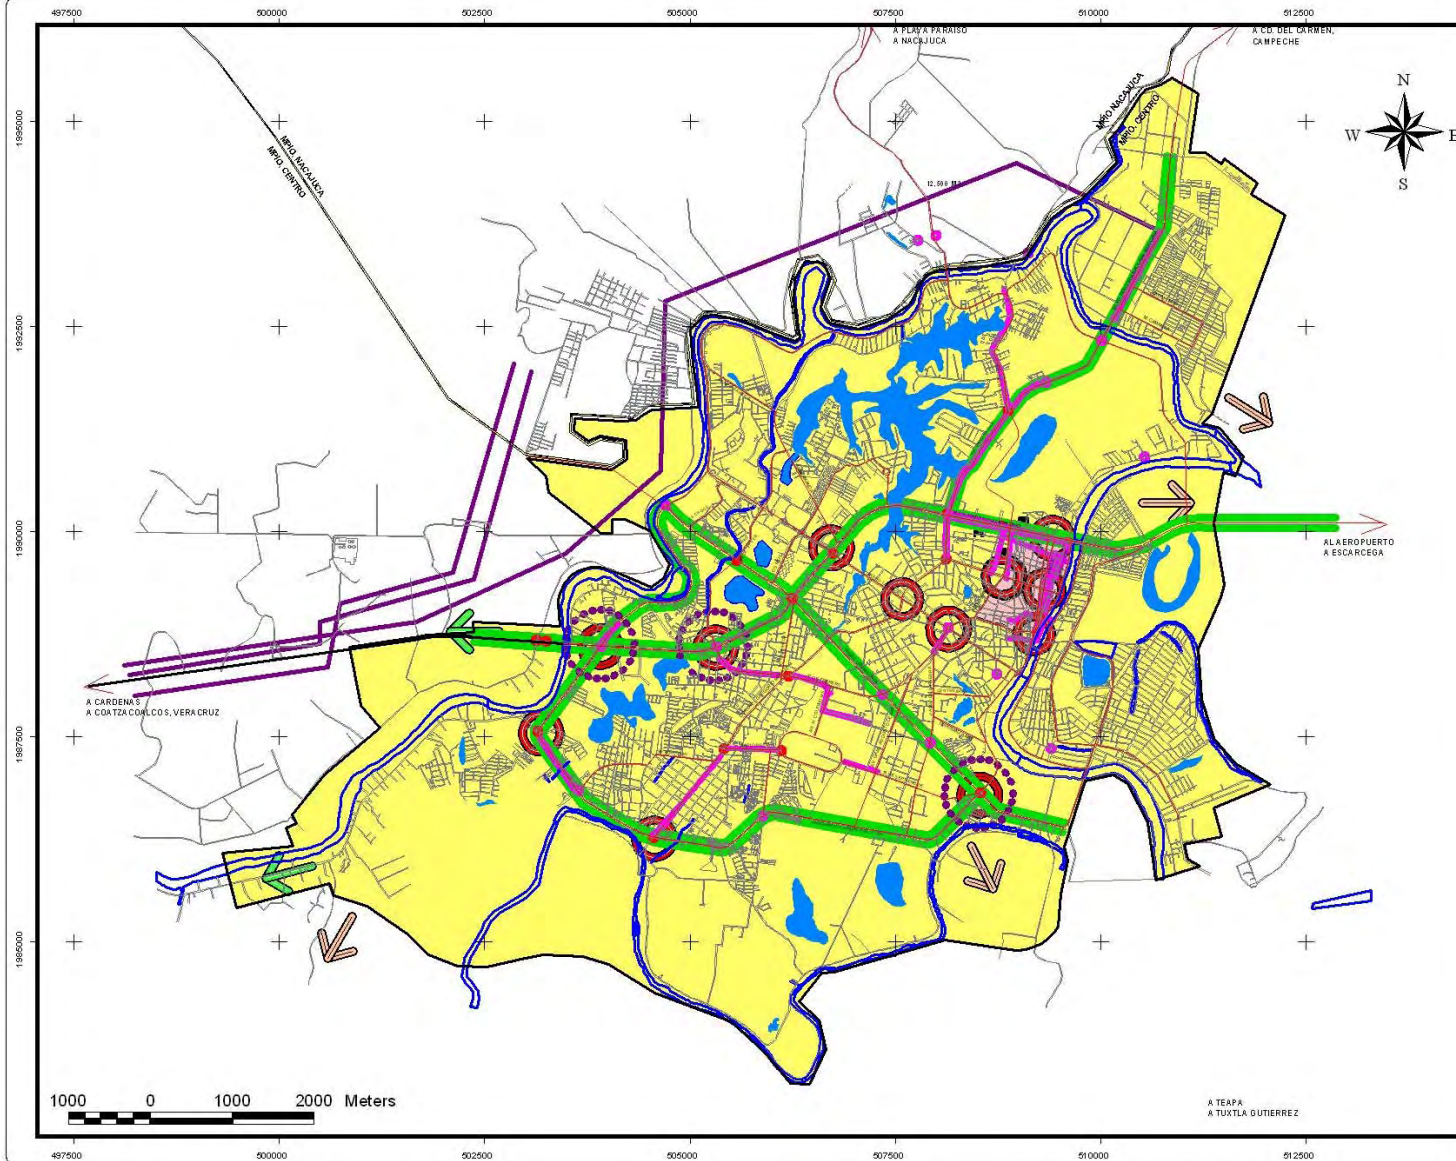 497500 500000 502500 505000 507500 510000 512500
A PLAYA PARAISO
A NACAJUCA
A CD. DEL CARMEN,
CAMPECHE
N
W E
S
1995000
MPIO. NACAJUCA
MPIO. CENTRO
MPIO. NACAJUCA
MPIO. CENTRO
1992500
1990000
AL AEROPUERTO
A ESCARCEGA
A CARDENAS
A COATZACOALCOS, VERACRUZ
1987500
1985000
1000 0 1000 2000 Meters
A TEAPA
A TUXTLA GUTIERREZ
497500 500000 502500 505000 507500 510000 512500